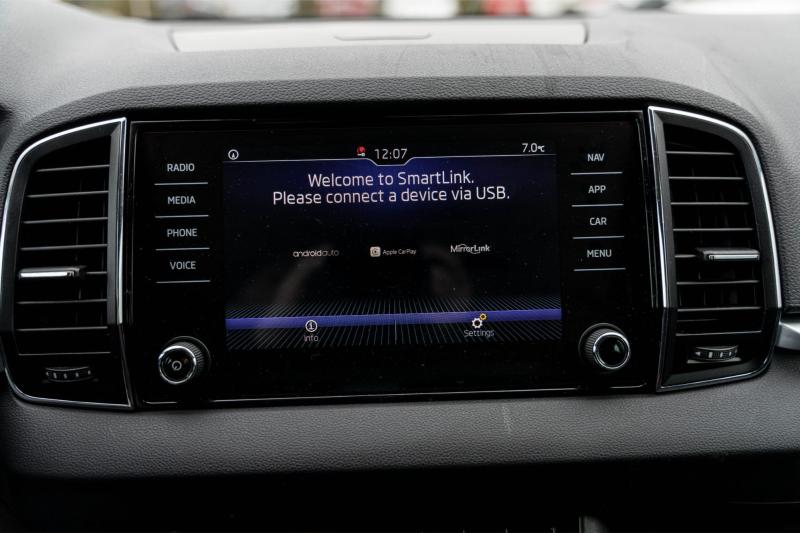 12:07
7.0°C
RADIO
MEDIA
PHONE
VOICE
Welcome to SmartLink.
Please connect a device via USB.
androidauto
Apple CarPlay
MirrorLink
Info
Settings
NAV
APP
CAR
MENU